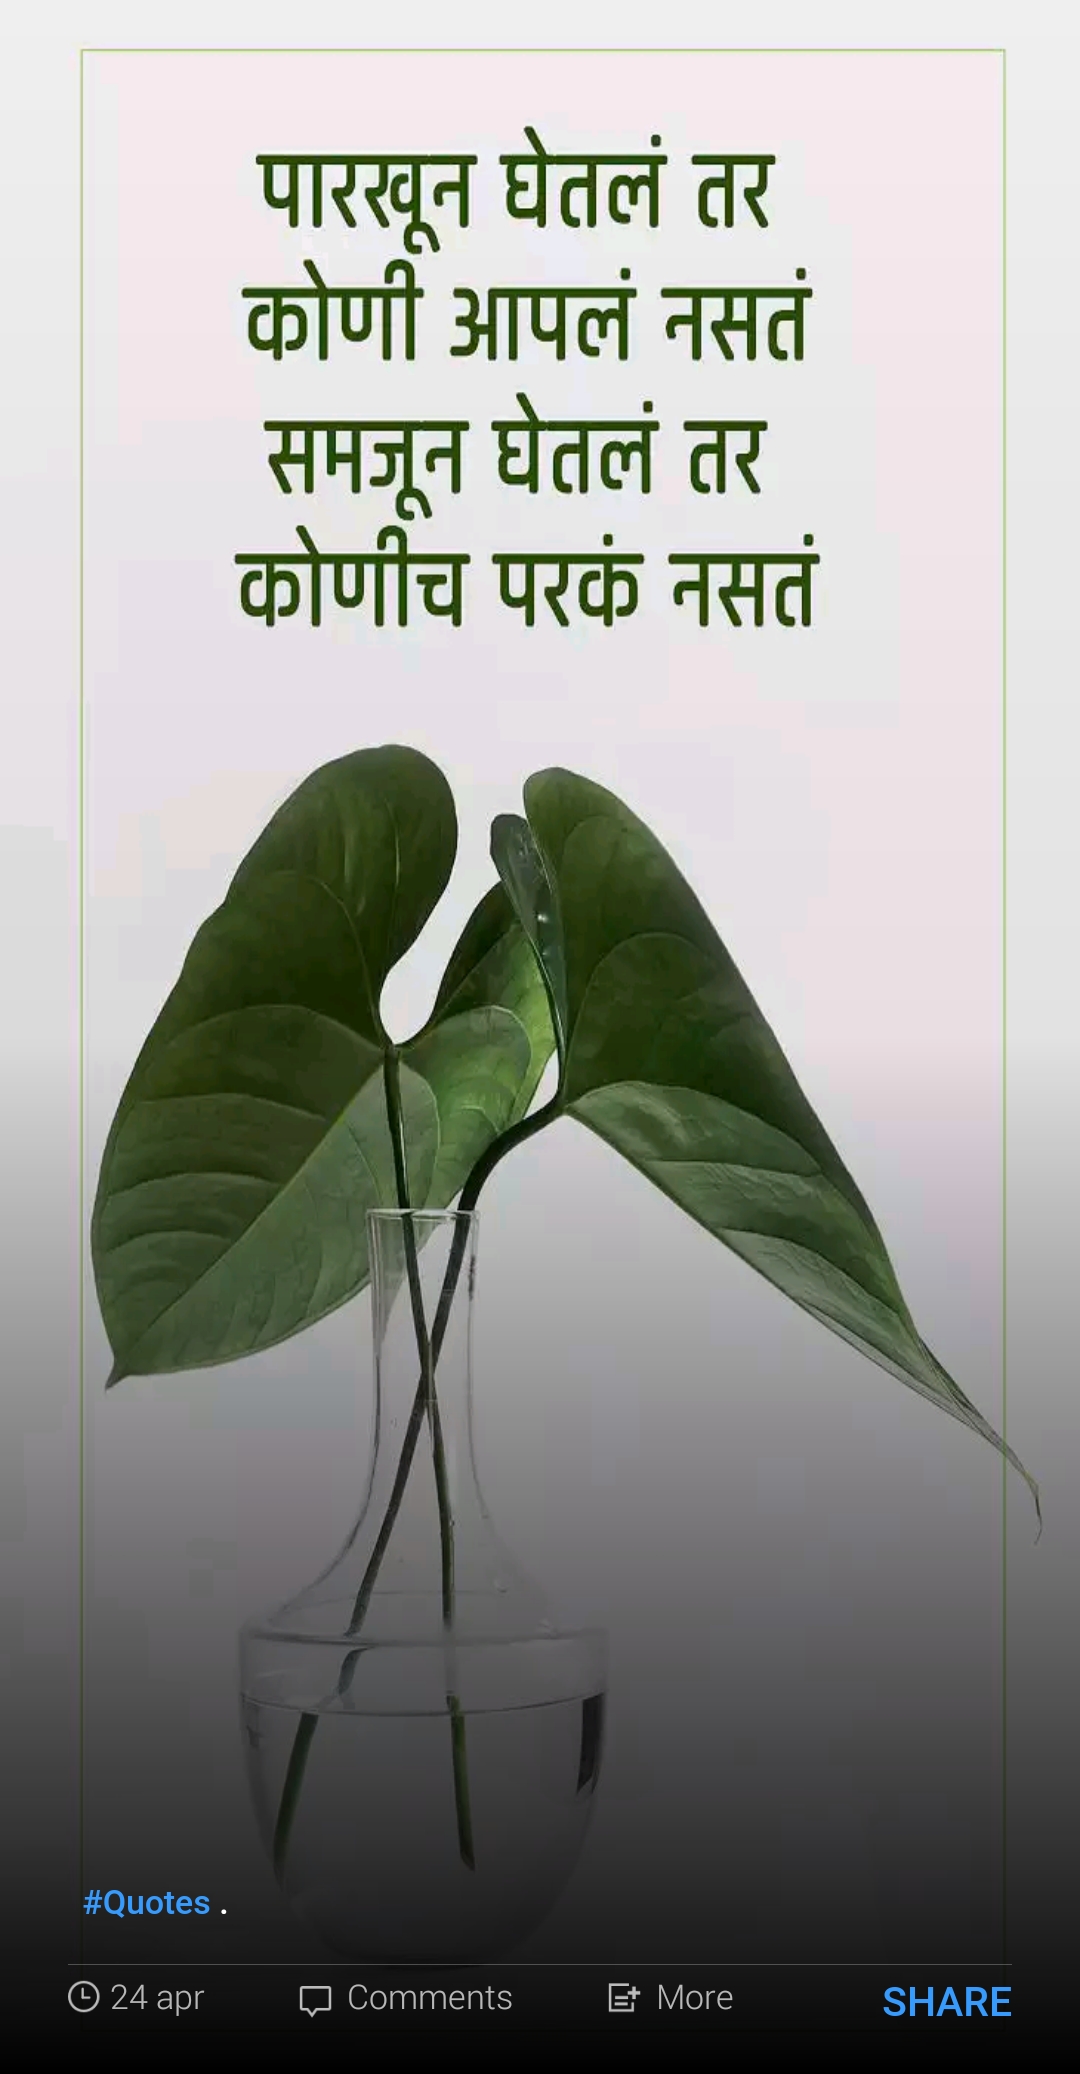 पारखून घेतलं तर
कोणी आपलं नसतं
समजून घेतलं तर
कोणीच परकं नसतं
#Quotes .
24 apr Comments More SHARE